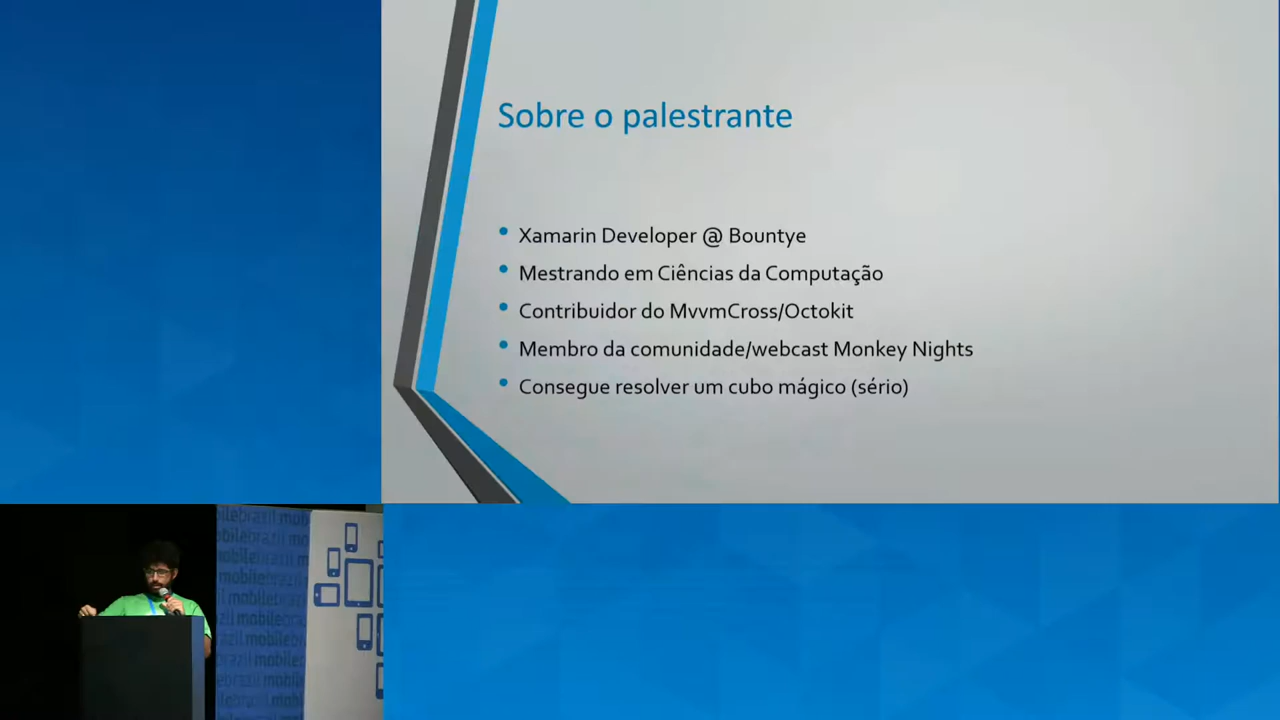 Sobre o palestrante
Xamarin Developer @ Bountye
Mestrando em Ciências da Computação
Contribuidor do MvvmCross/Octokit
Membro da comunidade/webcast Monkey Nights
Consegue resolver um cubo mágico (sério)
mobilebrazil